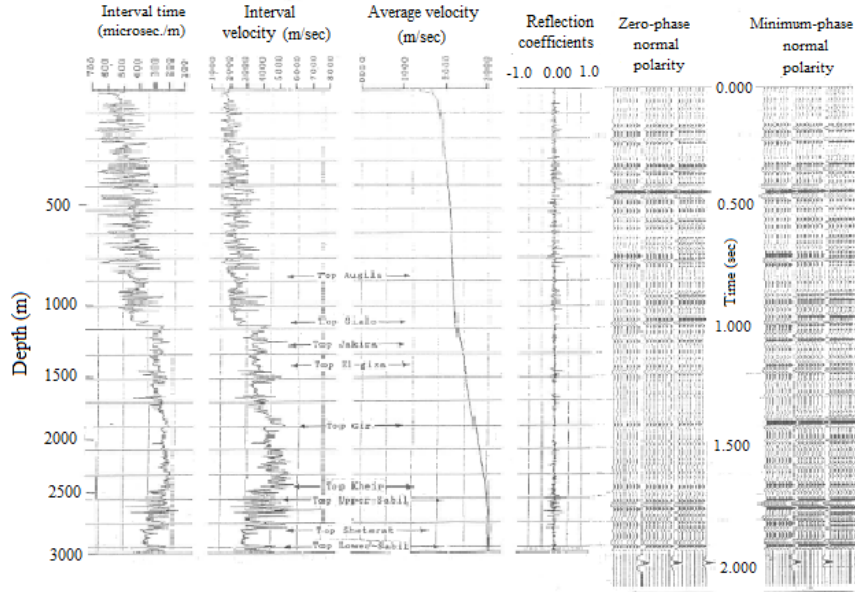 Interval time
(microsec./m)
Interval
velocity (m/sec)
Average velocity
(m/sec)
Reflection
coefficients
-1.0 0.00 1.0
Zero-phase
normal
polarity
Minimum-phase
normal
polarity
Depth (m)
500
1000
1500
2000
2500
3000
Top Augila
Top Gialo
Top Jakira
Top El-giza
Top Gir
Top Kheir
Top Upper-Sabil
Top Sheterat
Top Lower-Sabil
Time (sec)
0.000
0.500
1.000
1.500
2.000